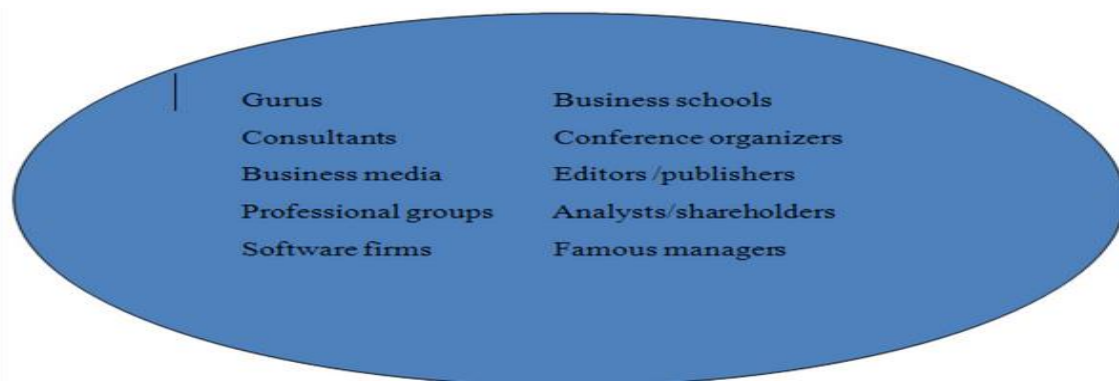 Gurus
Consultants
Business media
Professional groups
Software firms
Business schools
Conference organizers
Editors /publishers
Analysts/shareholders
Famous managers